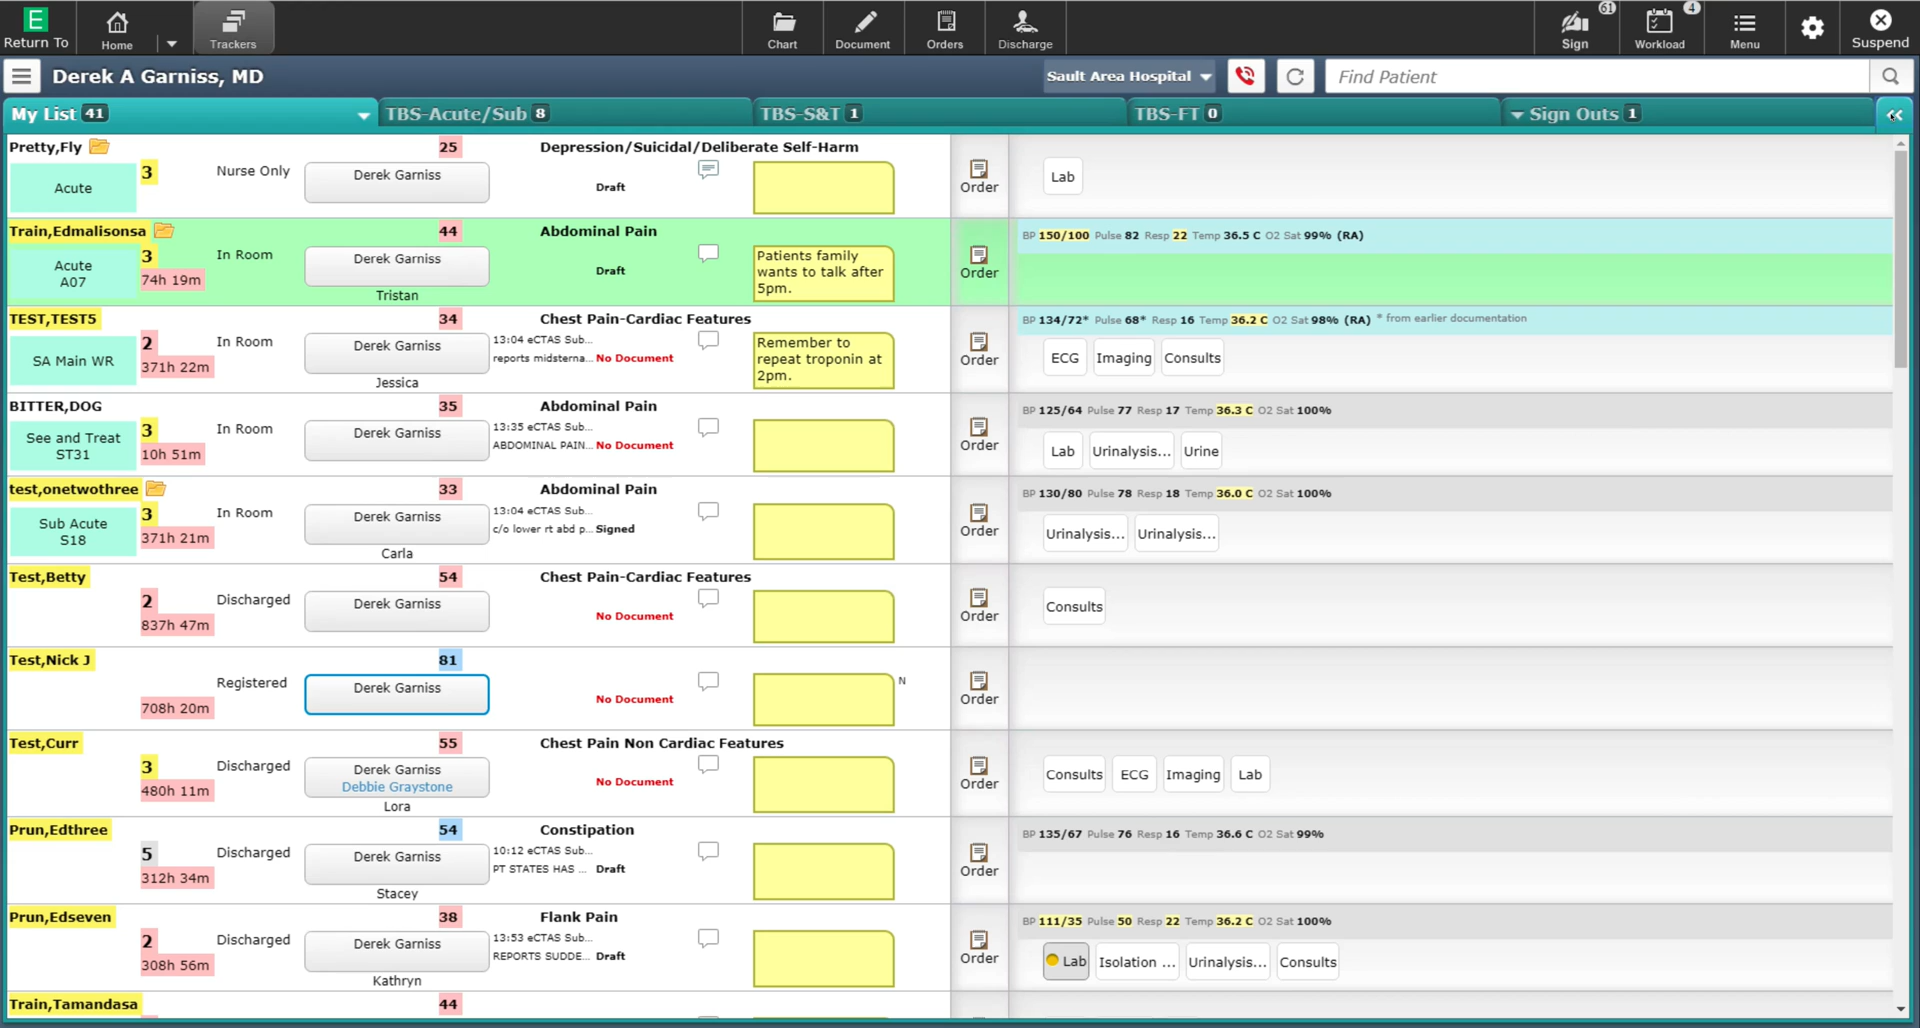 E
Return To
Home
Trackers
Chart
Document
Orders
Discharge
61
Sign
4
Workload
Menu
Suspend
Derek A Garniss, MD
Sault Area Hospital
Find Patient
My List 41
TBS-Acute/Sub 8
TBS-S&T 1
TBS-FT 0
Sign Outs 1
Pretty,Fly
25
Depression/Suicidal/Deliberate Self-Harm
Acute
3
Nurse Only
Derek Garniss
Draft
Order
Lab
Train,Edmalisonsa
44
Abdominal Pain
Acute
A07
3
74h 19m
In Room
Derek Garniss
Tristan
Draft
Patients family
wants to talk after
5pm.
Order
BP 150/100 Pulse 82 Resp 22 Temp 36.5 C O2 Sat 99% (RA)
TEST,TEST5
34
Chest Pain-Cardiac Features
SA Main WR
2
371h 22m
In Room
Derek Garniss
Jessica
13:04 eCTAS Sub...
reports midsterna... No Document
Remember to
repeat troponin at
2pm.
Order
BP 134/72* Pulse 68* Resp 16 Temp 36.2 C O2 Sat 98% (RA) * from earlier documentation
ECG Imaging Consults
BITTER,DOG
35
Abdominal Pain
See and Treat
ST31
3
10h 51m
In Room
Derek Garniss
13:35 eCTAS Sub...
ABDOMINAL PAIN... No Document
Order
BP 125/64 Pulse 77 Resp 17 Temp 36.3 C O2 Sat 100%
Lab Urinalysis... Urine
test,onetwothree
33
Abdominal Pain
Sub Acute
S18
3
371h 21m
In Room
Derek Garniss
Carla
13:04 eCTAS Sub...
c/o lower rt abd p... Signed
Order
BP 130/80 Pulse 78 Resp 18 Temp 36.0 C O2 Sat 100%
Urinalysis... Urinalysis...
Test,Betty
54
Chest Pain-Cardiac Features
2
837h 47m
Discharged
Derek Garniss
No Document
Order
Consults
Test,Nick J
81
708h 20m
Registered
Derek Garniss
No Document
N
Order
Test,Curr
55
Chest Pain Non Cardiac Features
3
480h 11m
Discharged
Derek Garniss
Debbie Graystone
Lora
No Document
Order
Consults ECG Imaging Lab
Prun,Edthree
54
Constipation
5
312h 34m
Discharged
Derek Garniss
Stacey
10:12 eCTAS Sub...
PT STATES HAS ... Draft
Order
BP 135/67 Pulse 76 Resp 16 Temp 36.6 C O2 Sat 99%
Prun,Edseven
38
Flank Pain
2
308h 56m
Discharged
Derek Garniss
Kathryn
13:53 eCTAS Sub...
REPORTS SUDDE... Draft
Order
BP 111/35 Pulse 50 Resp 22 Temp 36.2 C O2 Sat 100%
Lab Isolation ... Urinalysis... Consults
Train,Tamandasa
44